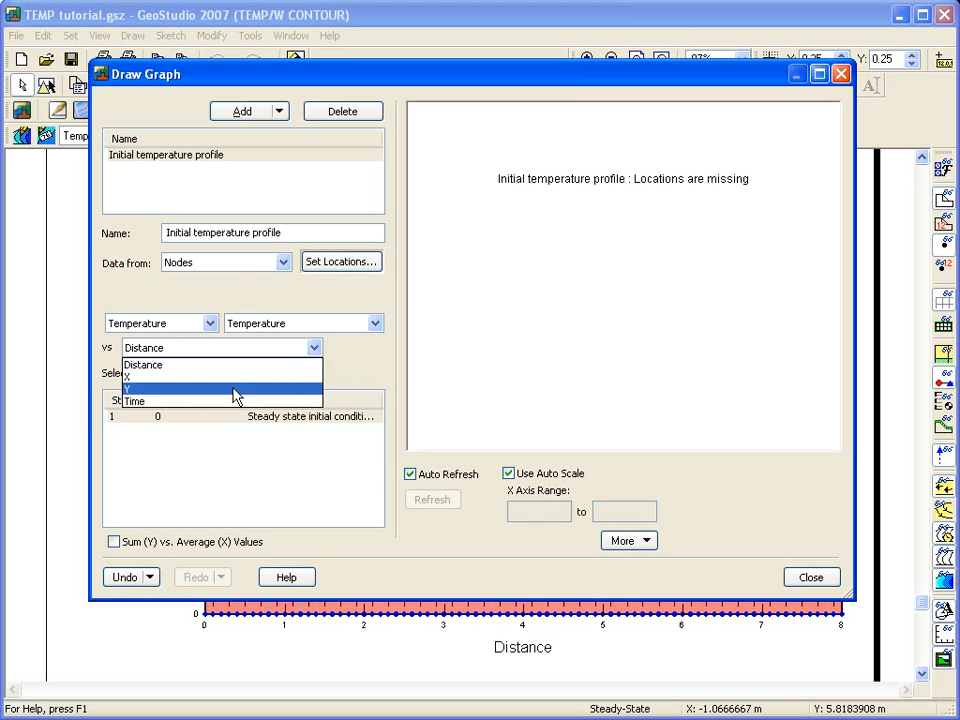 TEMP tutorial.gsz - GeoStudio 2007 (TEMP/W CONTOUR)
File Edit Set View Draw Sketch Modify Tools Window Help
Y: 0.25
Draw Graph
Add Delete
Name
Initial temperature profile
Name: Initial temperature profile
Data from: Nodes Set Locations...
Temperature Temperature
vs Distance
Distance
X
Y
Time
1 0 Steady state initial conditi...
Sum (Y) vs. Average (X) Values
Undo Redo Help
Initial temperature profile : Locations are missing
Auto Refresh Use Auto Scale
Refresh X Axis Range:
to
More
Close
0
0 1 2 3 4 5 6 7 8
Distance
For Help, press F1 Steady-State X: -1.0666667 m Y: 5.8183908 m